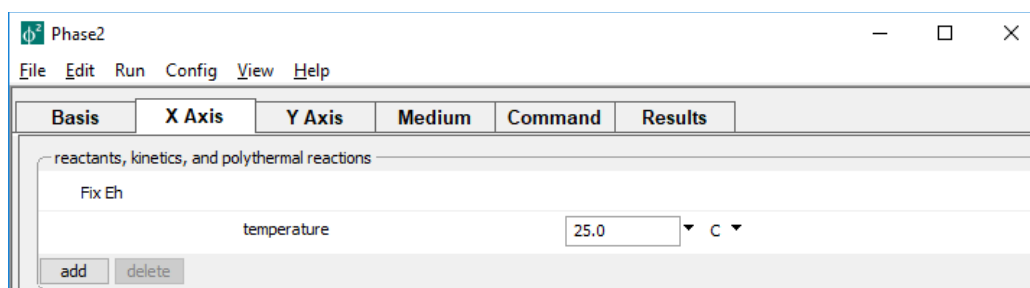 φ² Phase2
File Edit Run Config View Help
Basis X Axis Y Axis Medium Command Results
reactants, kinetics, and polythermal reactions
Fix Eh
temperature 25.0 C
add delete